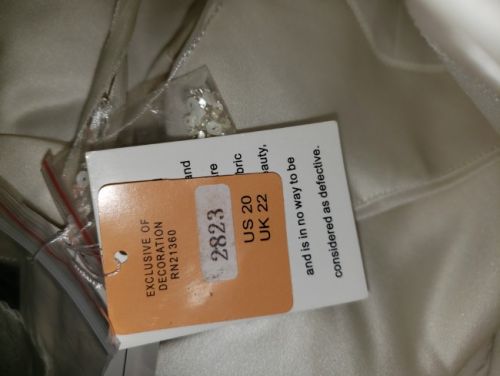 EXCLUSIVE OF
DECORATION
RN21360
2823
US 20
UK 22
and
bric
auty,
and is in no way to be
considered as defective.